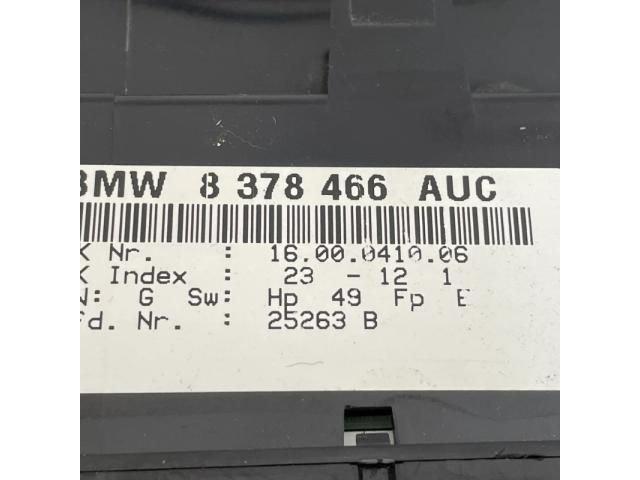 BMW 8 378 466 AUC
K Nr. : 16.00.0410.06
K Index : 23 - 12 1
N: G Sw: Hp 49 Fp E
fd. Nr. : 25263 B